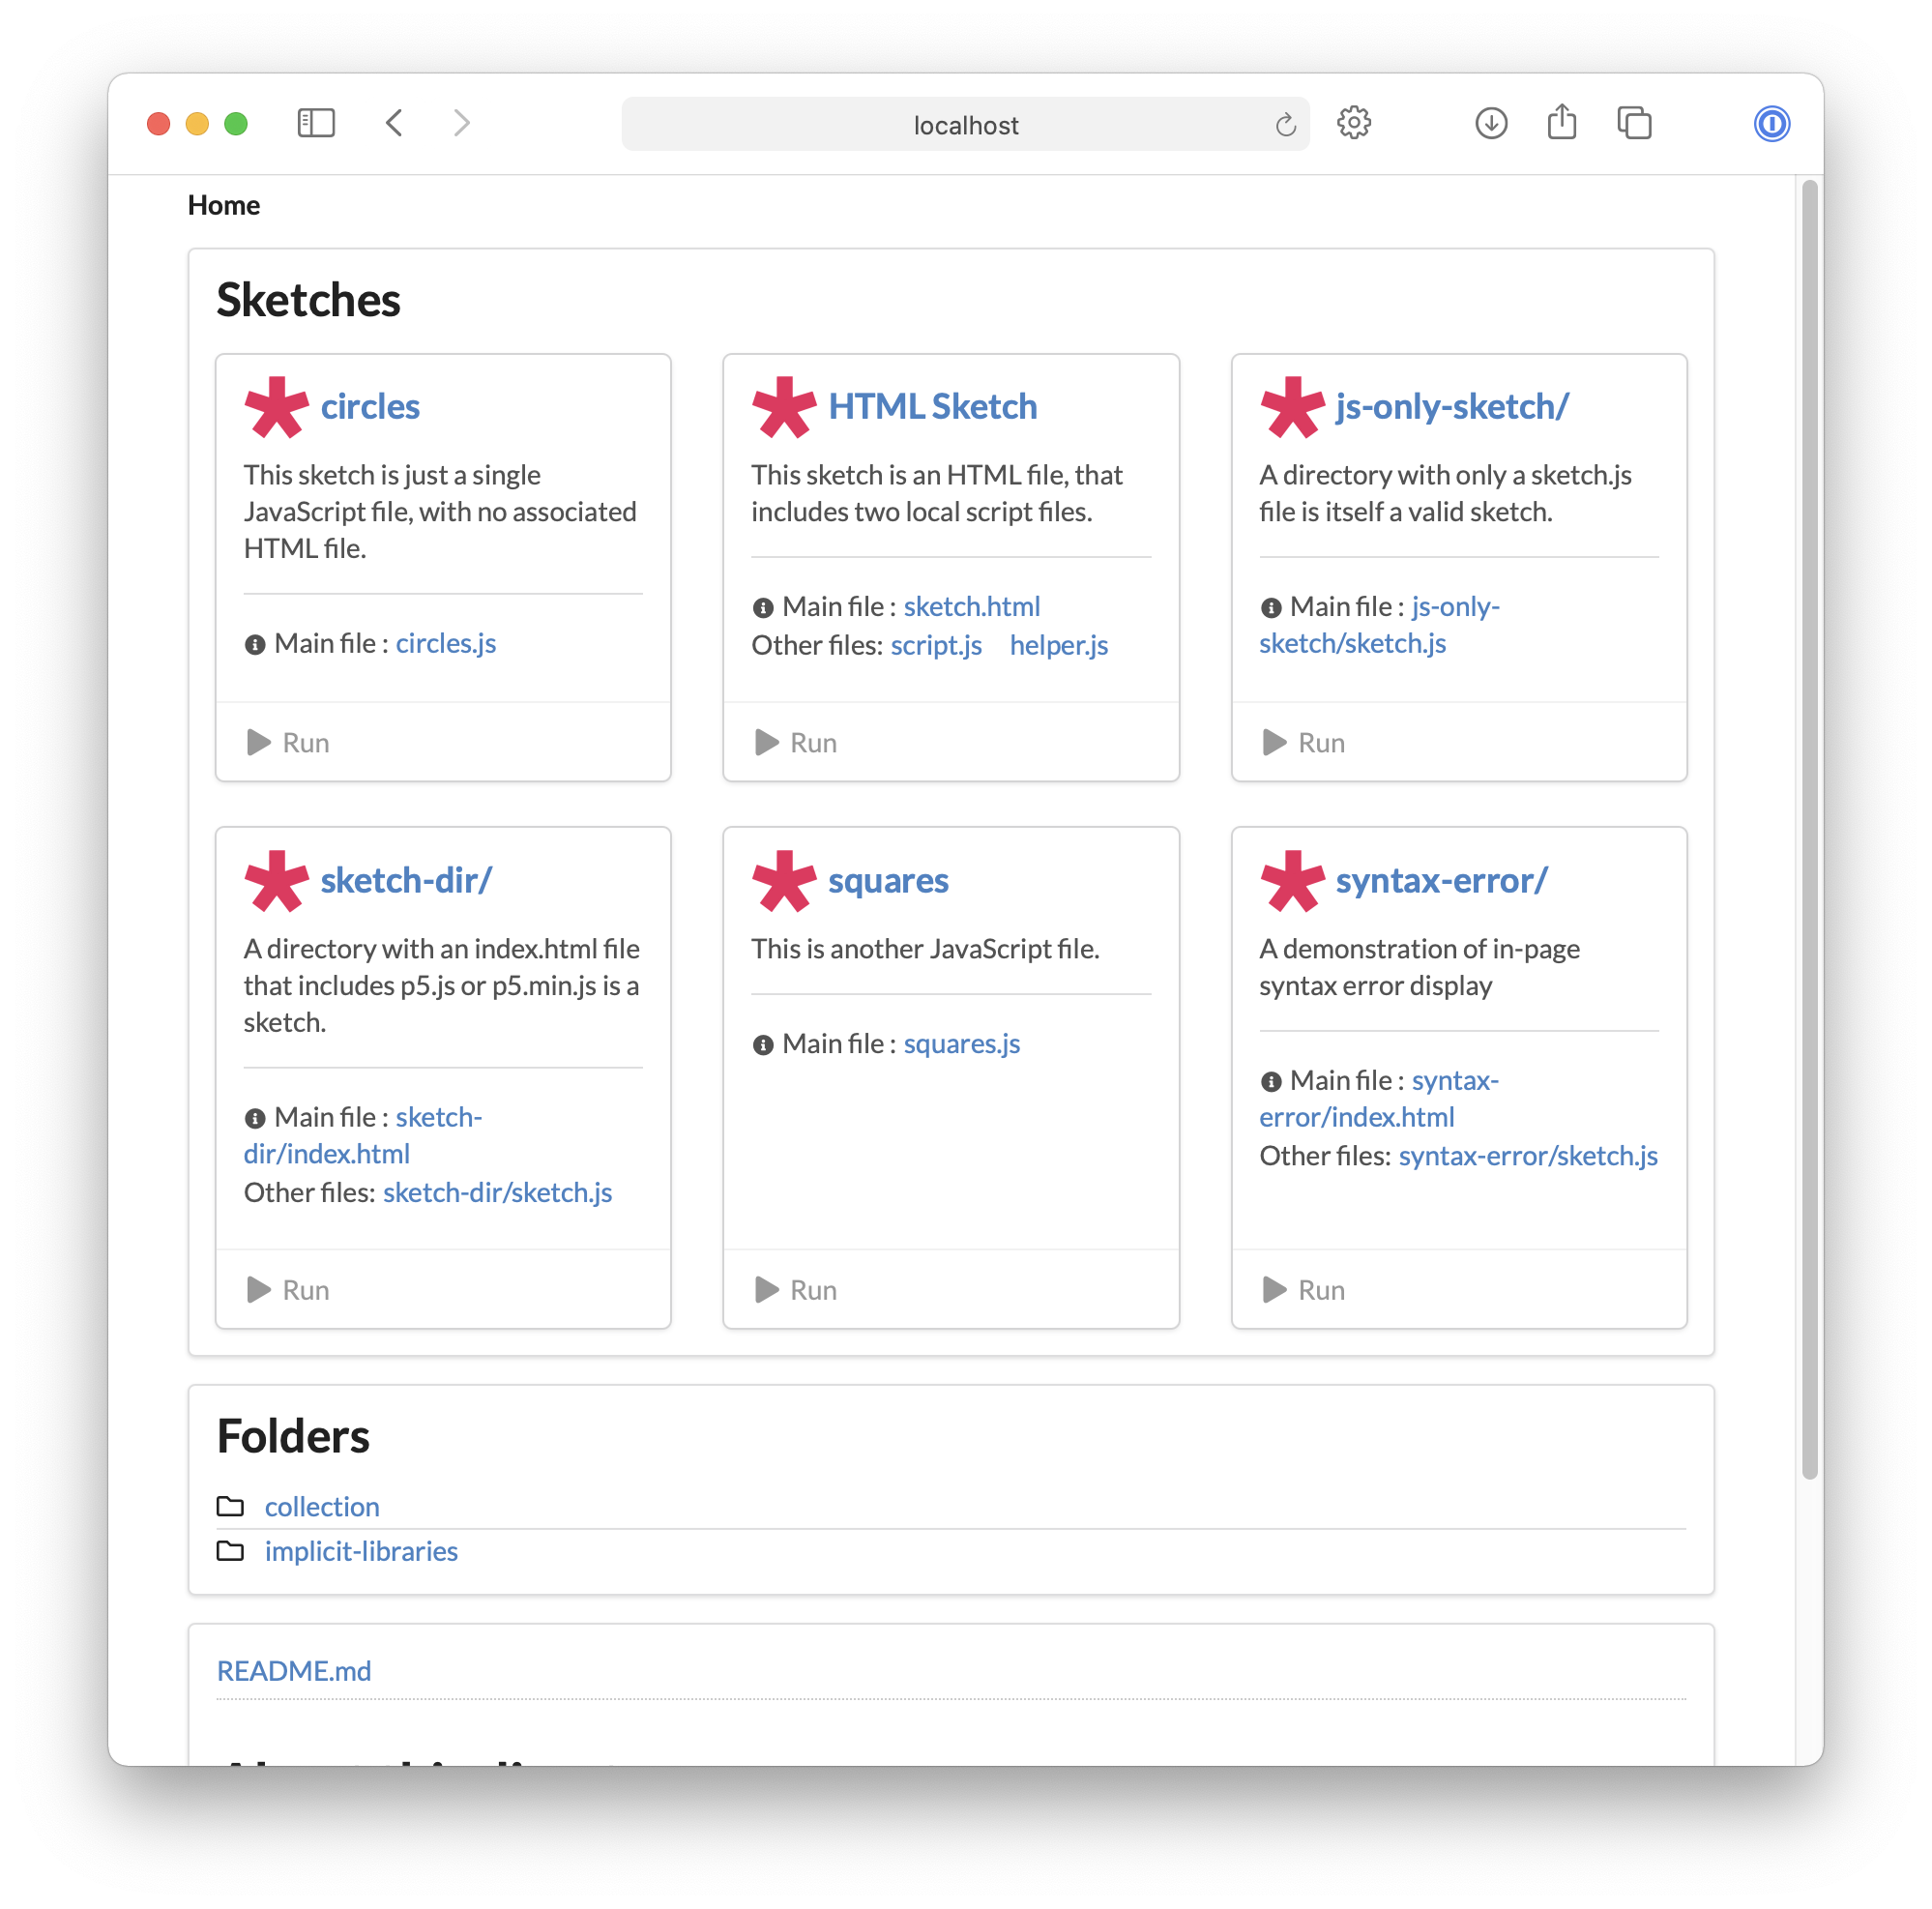 localhost
Home
Sketches
circles
This sketch is just a single
JavaScript file, with no associated
HTML file.
Main file : circles.js
Run
HTML Sketch
This sketch is an HTML file, that
includes two local script files.
Main file : sketch.html
Other files: script.js helper.js
Run
js-only-sketch/
A directory with only a sketch.js
file is itself a valid sketch.
Main file : js-only-
sketch/sketch.js
Run
sketch-dir/
A directory with an index.html file
that includes p5.js or p5.min.js is a
sketch.
Main file : sketch-
dir/index.html
Other files: sketch-dir/sketch.js
Run
squares
This is another JavaScript file.
Main file : squares.js
Run
syntax-error/
A demonstration of in-page
syntax error display
Main file : syntax-
error/index.html
Other files: syntax-error/sketch.js
Run
Folders
collection
implicit-libraries
README.md